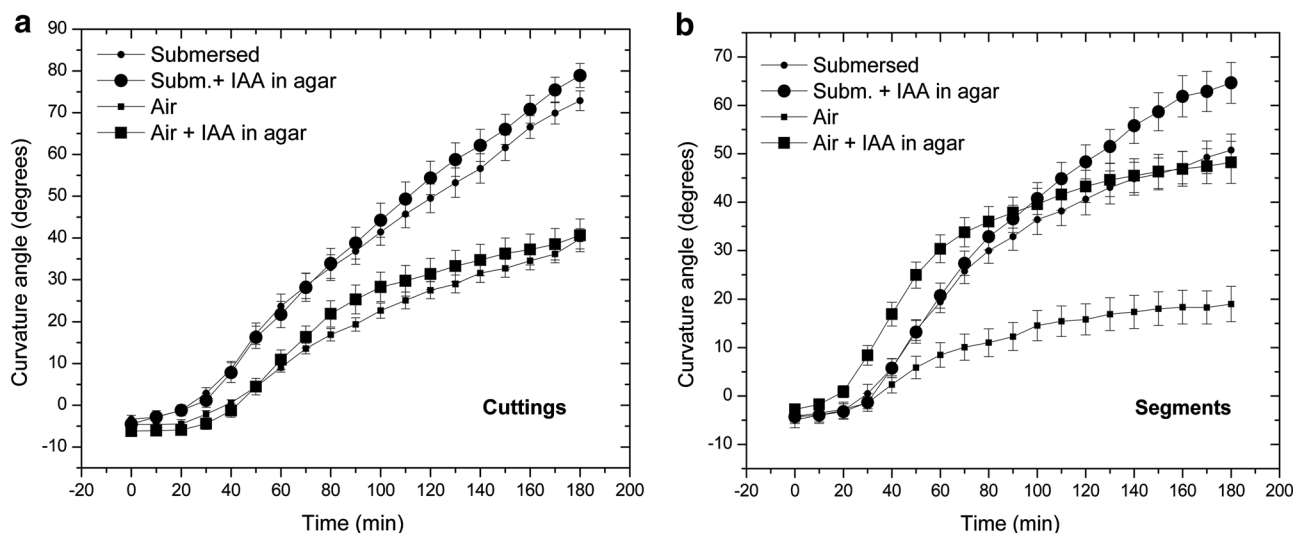 a
Submersed
Subm.+ IAA in agar
Air
Air + IAA in agar
90
80
70
60
50
40
30
20
10
0
-10
Curvature angle (degrees)
Cuttings
-20 0 20 40 60 80 100 120 140 160 180 200
Time (min)
b
Submersed
Subm. + IAA in agar
Air
Air + IAA in agar
70
60
50
40
30
20
10
0
-10
Curvature angle (degrees)
Segments
-20 0 20 40 60 80 100 120 140 160 180 200
Time (min)